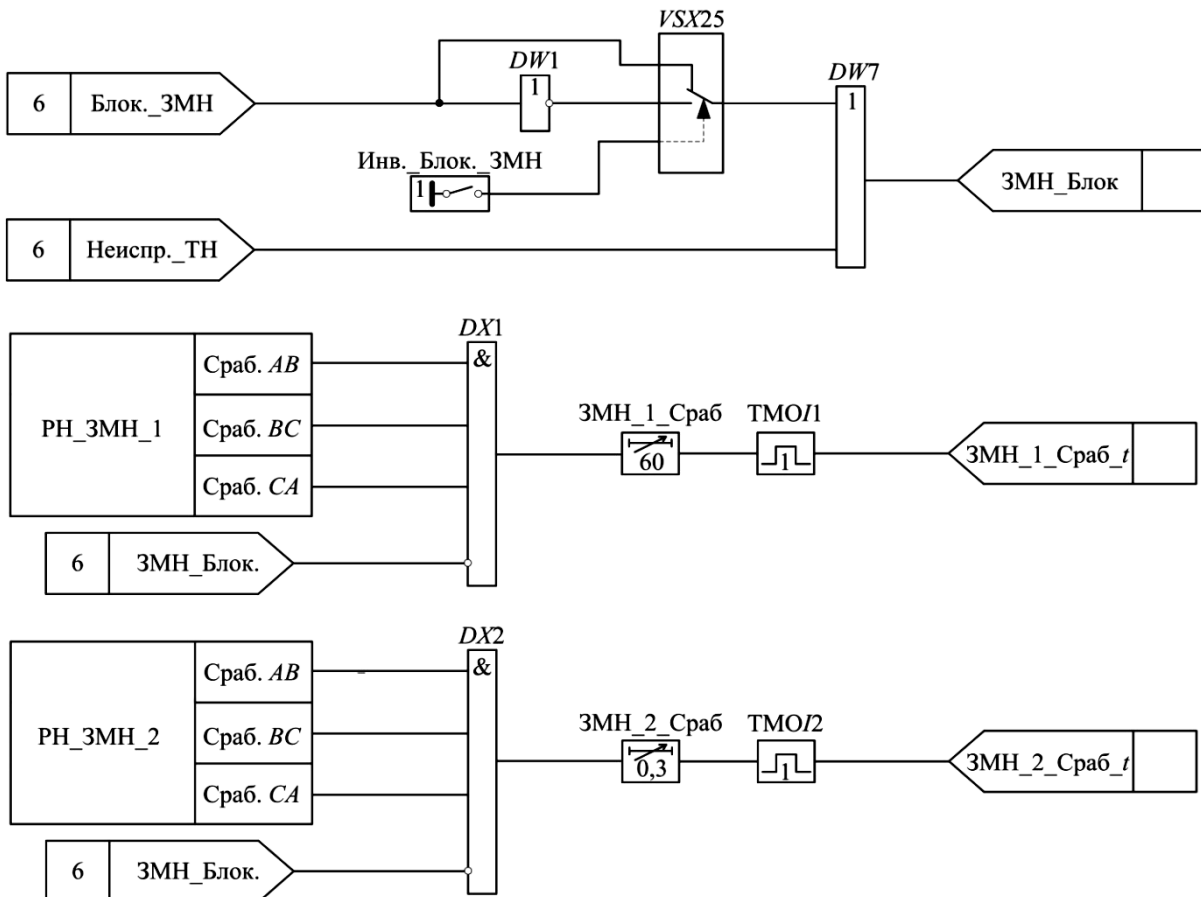 VSX25
DW1
DW7
6 Блок._ЗМН
1
1
Инв._Блок._ЗМН
1
ЗМН_Блок
6 Неиспр._ТН
DX1
&
РН_ЗМН_1
Сраб. AB
Сраб. BC
Сраб. CA
ЗМН_1_Сраб
60
TMOI1
1
ЗМН_1_Сраб_t
6 ЗМН_Блок.
DX2
&
РН_ЗМН_2
Сраб. AB
Сраб. BC
Сраб. CA
ЗМН_2_Сраб
0,3
TMOI2
1
ЗМН_2_Сраб_t
6 ЗМН_Блок.